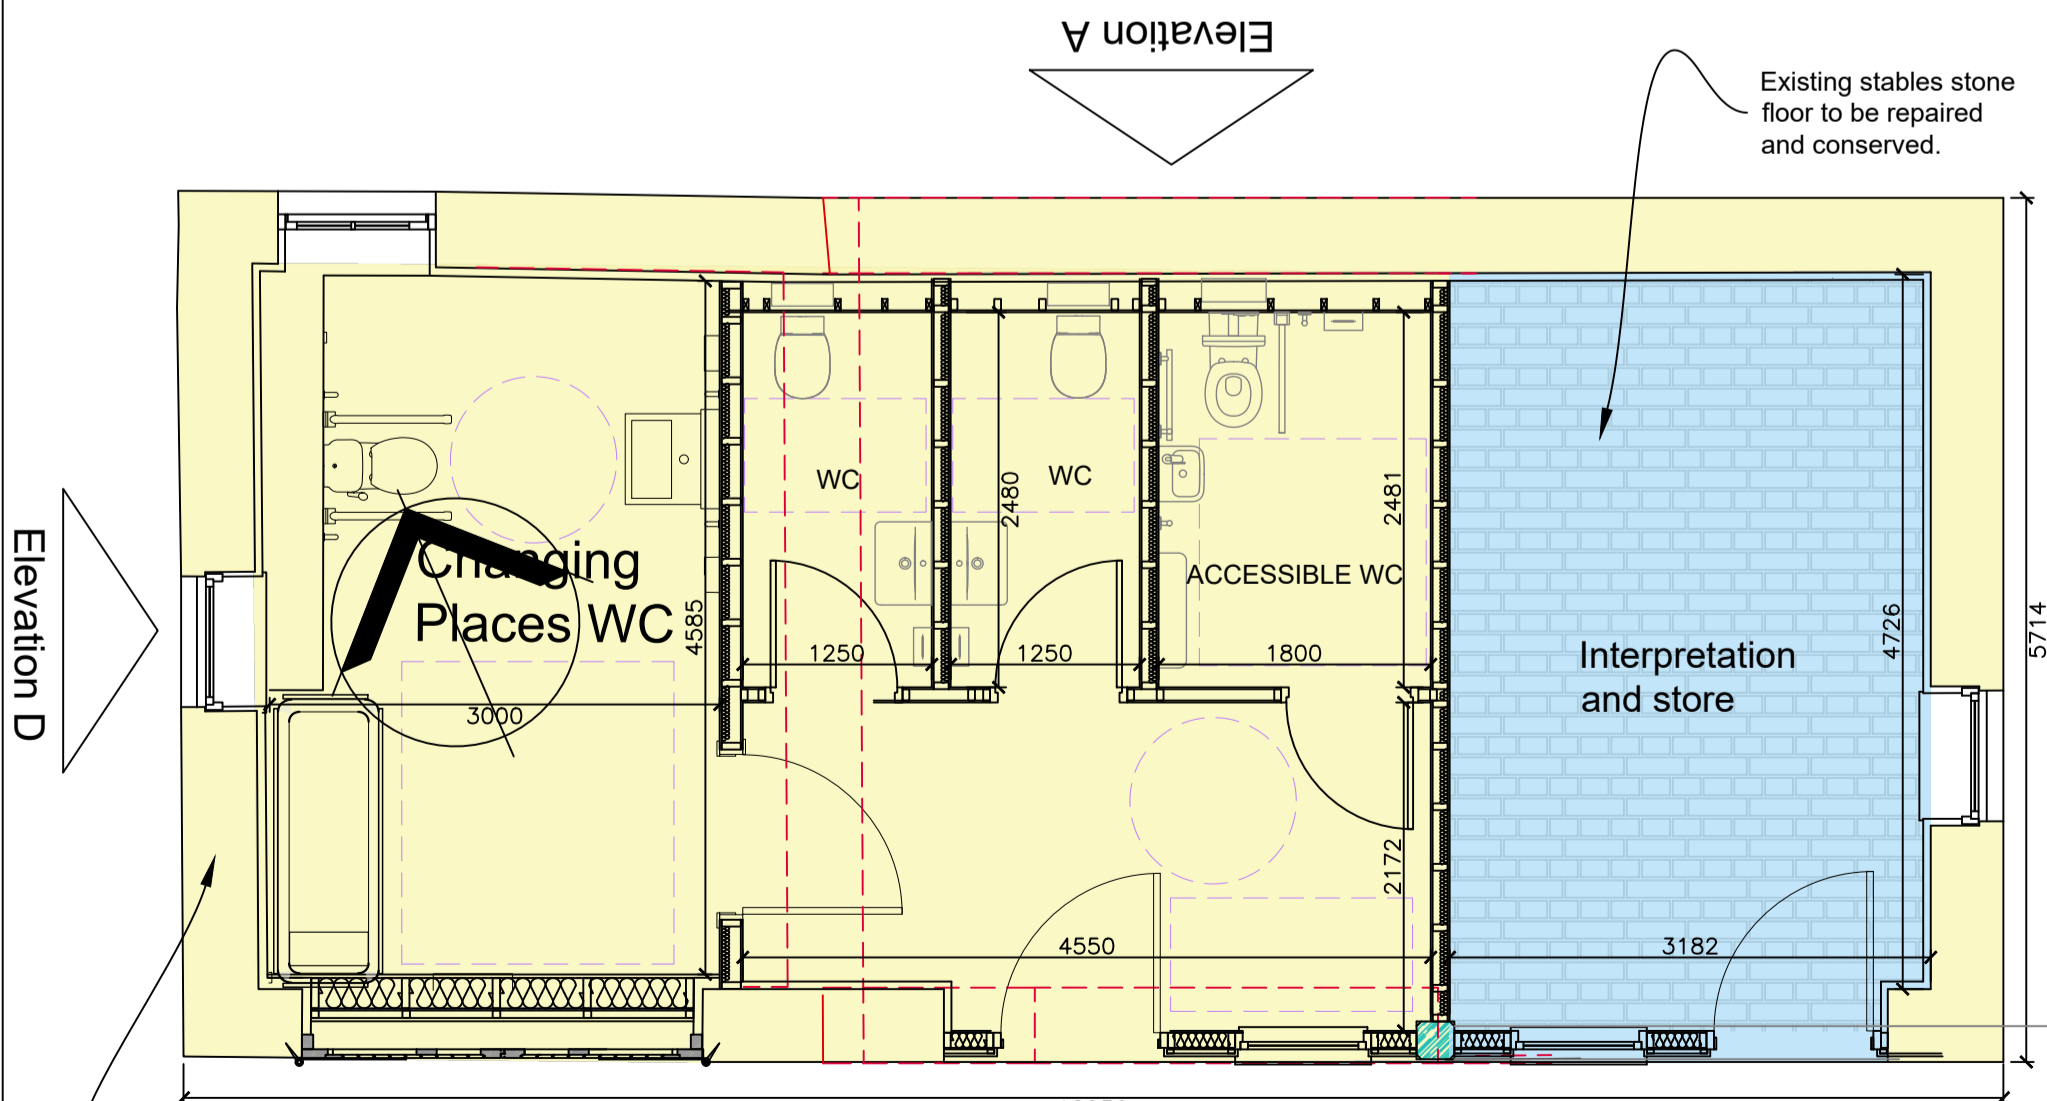 Elevation A
Existing stables stone
floor to be repaired
and conserved.
WC
WC
2480
2481
ACCESSIBLE WC
Changing
Places WC
4585
1250
1250
1800
3000
Elevation D
Interpretation
and store
4726
5714
2172
4550
3182